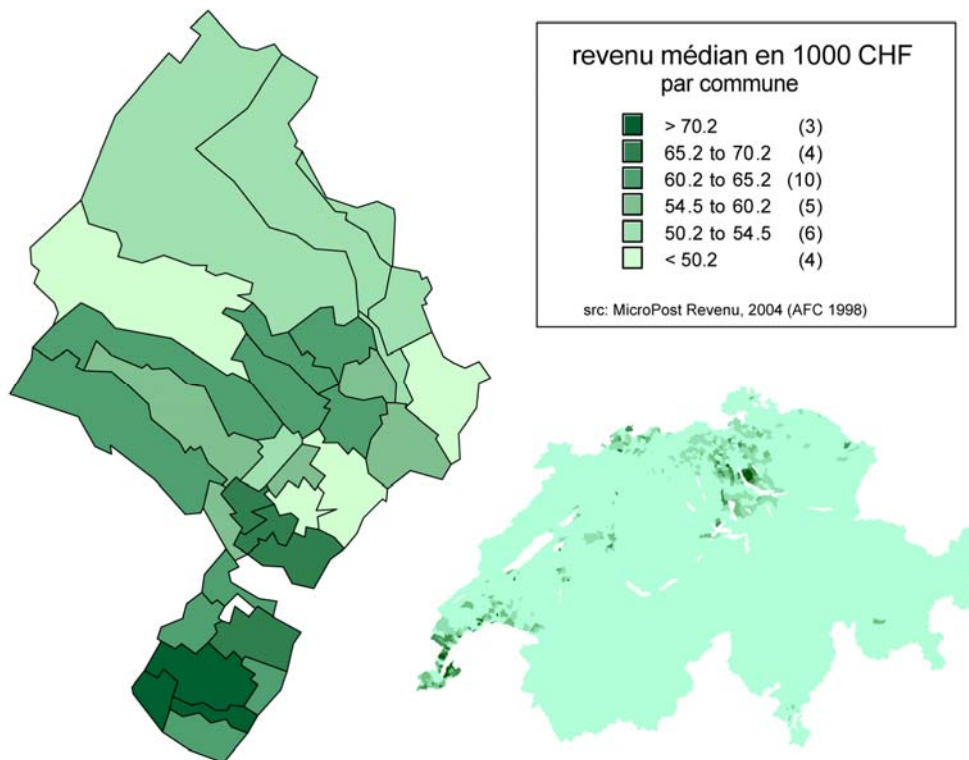 revenu médian en 1000 CHF
par commune
> 70.2 (3)
65.2 to 70.2 (4)
60.2 to 65.2 (10)
54.5 to 60.2 (5)
50.2 to 54.5 (6)
< 50.2 (4)
src: MicroPost Revenu, 2004 (AFC 1998)